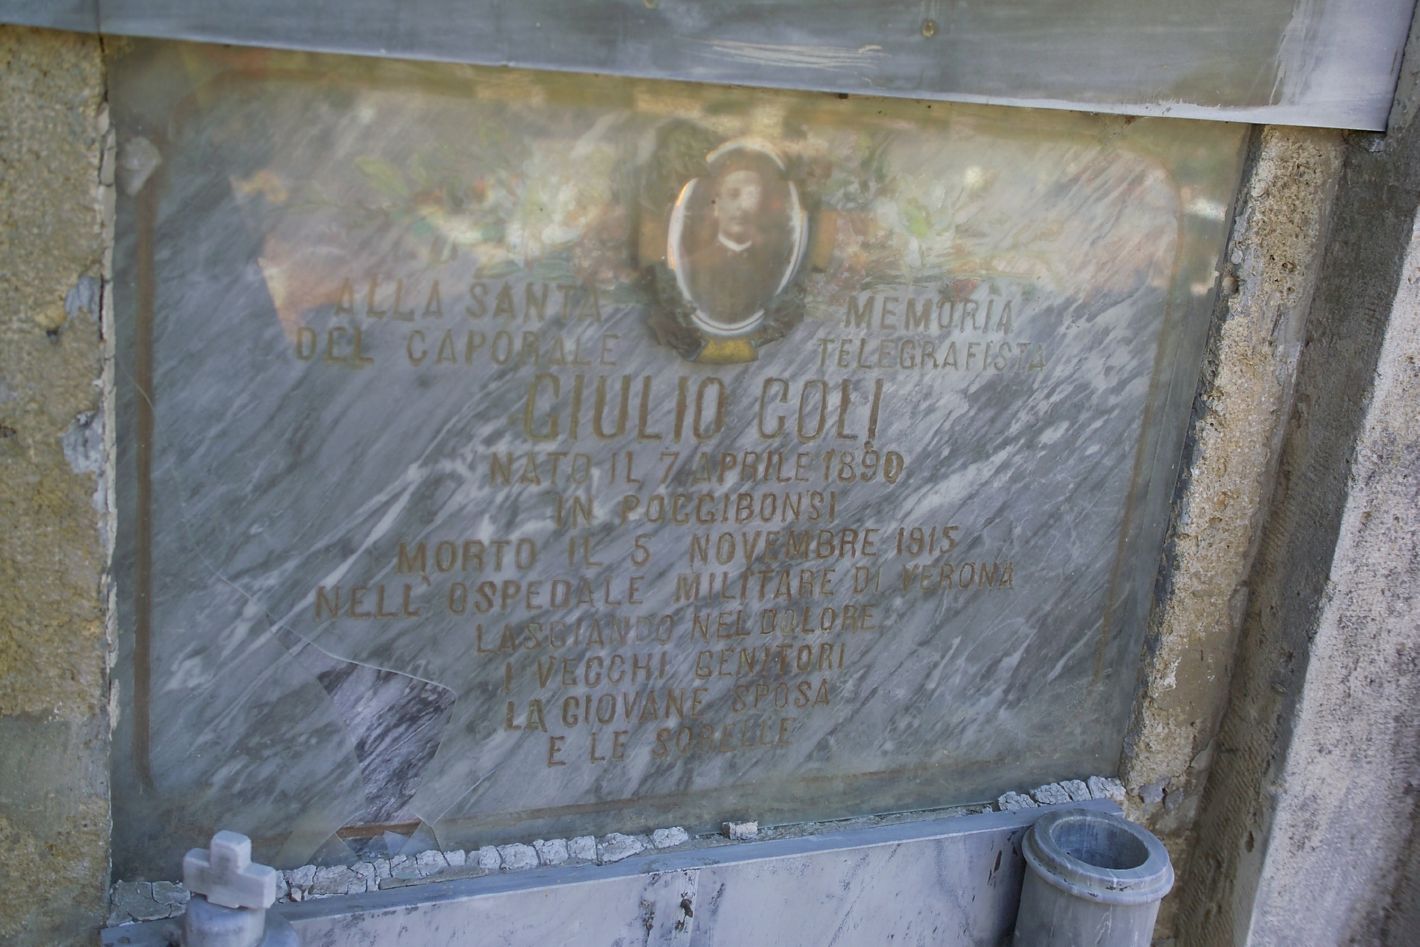 ALLA SANTA MEMORIA
DEL CAPORALE TELEGRAFISTA
GIULIO COLI
NATO IL 7 APRILE 1890
IN POGGIBONSI
MORTO IL 5 NOVEMBRE 1915
NELL'OSPEDALE MILITARE DI VERONA
LASCIANDO NEL DOLORE
I VECCHI GENITORI
LA GIOVANE SPOSA
E LE SORELLE